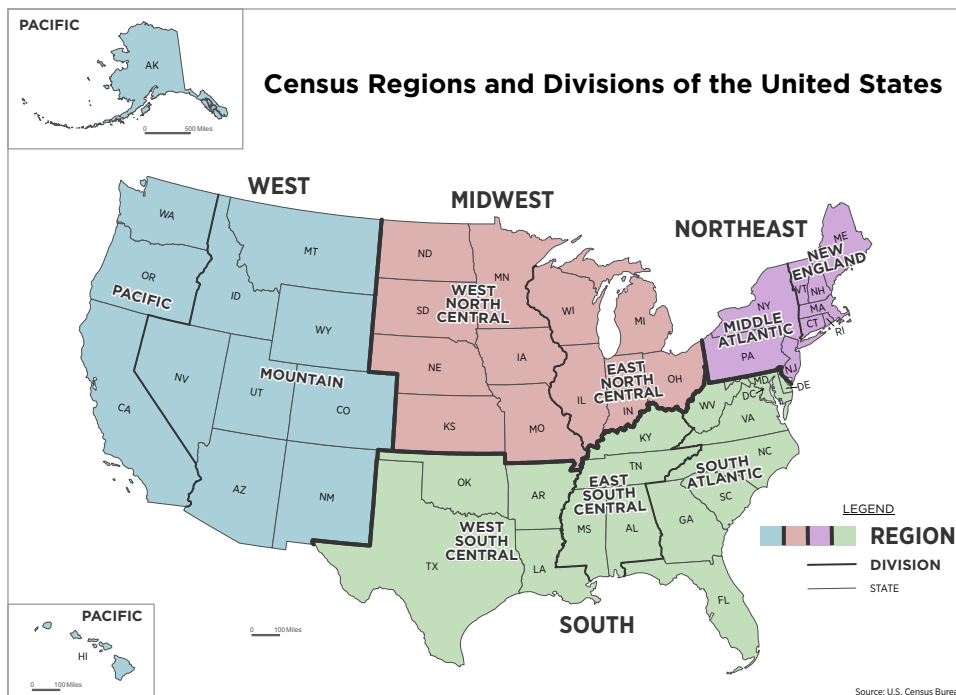 PACIFIC
AK
0 500 Miles
Census Regions and Divisions of the United States
WEST
MIDWEST
NORTHEAST
WA
MT
ND
MN
ME
NEW
ENGLAND
OR
ID
PACIFIC
WY
SD
WEST
NORTH
CENTRAL
WI
MI
NY
VT
NH
MA
CT
RI
MIDDLE
ATLANTIC
PA
NJ
NV
UT
MOUNTAIN
CO
CA
NE
IA
KS
MO
IL
IN
OH
EAST
NORTH
CENTRAL
WV
MD
DC
DE
VA
KY
AZ
NM
OK
AR
TN
NC
SC
EAST
SOUTH
CENTRAL
SOUTH
ATLANTIC
TX
WEST
SOUTH
CENTRAL
LA
MS
AL
GA
FL
SOUTH
LEGEND
REGION
DIVISION
STATE
PACIFIC
HI
0 100 Miles
0 100 Miles
Source: U.S. Census Burea